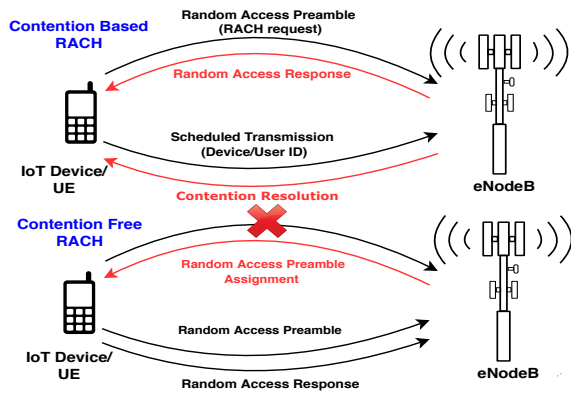 Contention Based
RACH
Random Access Preamble
(RACH request)
Random Access Response
Scheduled Transmission
(Device/User ID)
IoT Device/
UE
eNodeB
Contention Resolution
Contention Free
RACH
Random Access Preamble
Assignment
Random Access Preamble
IoT Device/
UE
eNodeB
Random Access Response